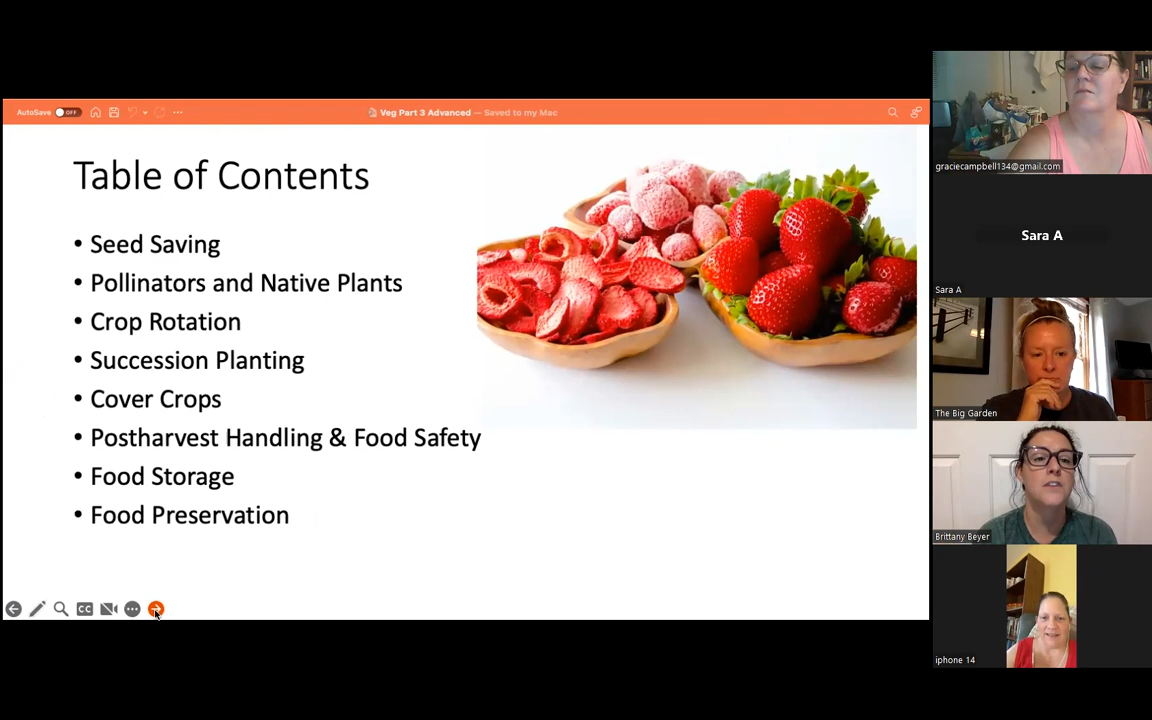 AutoSave OFF
Veg Part 3 Advanced — Saved to my Mac
Table of Contents
• Seed Saving
• Pollinators and Native Plants
• Crop Rotation
• Succession Planting
• Cover Crops
• Postharvest Handling & Food Safety
• Food Storage
• Food Preservation
CC
graciecampbell134@gmail.com
Sara A
Sara A
The Big Garden
Brittany Beyer
iphone 14